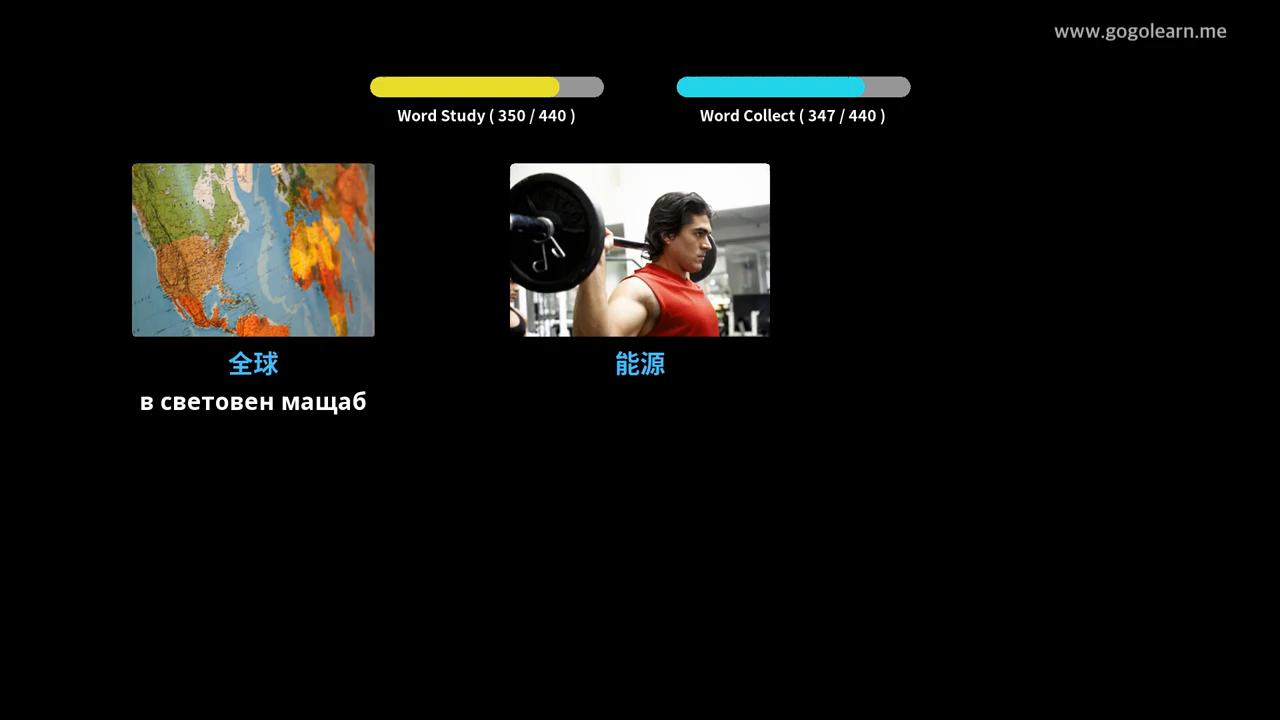 www.gogolearn.me
Word Study ( 350 / 440 )
Word Collect ( 347 / 440 )
全球
能源
в световен мащаб